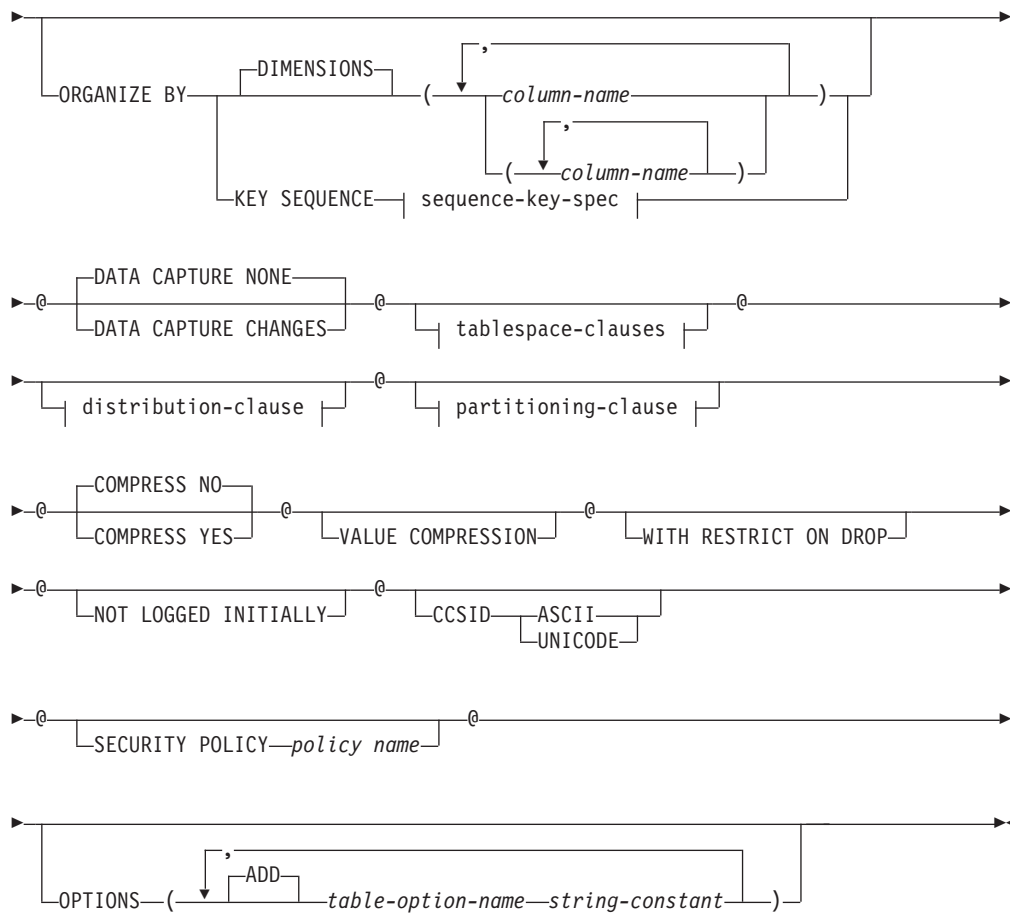 ,
DIMENSIONS
ORGANIZE BY ( column-name )
,
( column-name )
KEY SEQUENCE sequence-key-spec
DATA CAPTURE NONE
@ @ @
DATA CAPTURE CHANGES tablespace-clauses
@
distribution-clause partitioning-clause
COMPRESS NO
@ @ @
COMPRESS YES VALUE COMPRESSION WITH RESTRICT ON DROP
@ @
NOT LOGGED INITIALLY CCSID ASCII
UNICODE
@ @
SECURITY POLICY policy name
,
ADD
OPTIONS ( table-option-name string-constant )